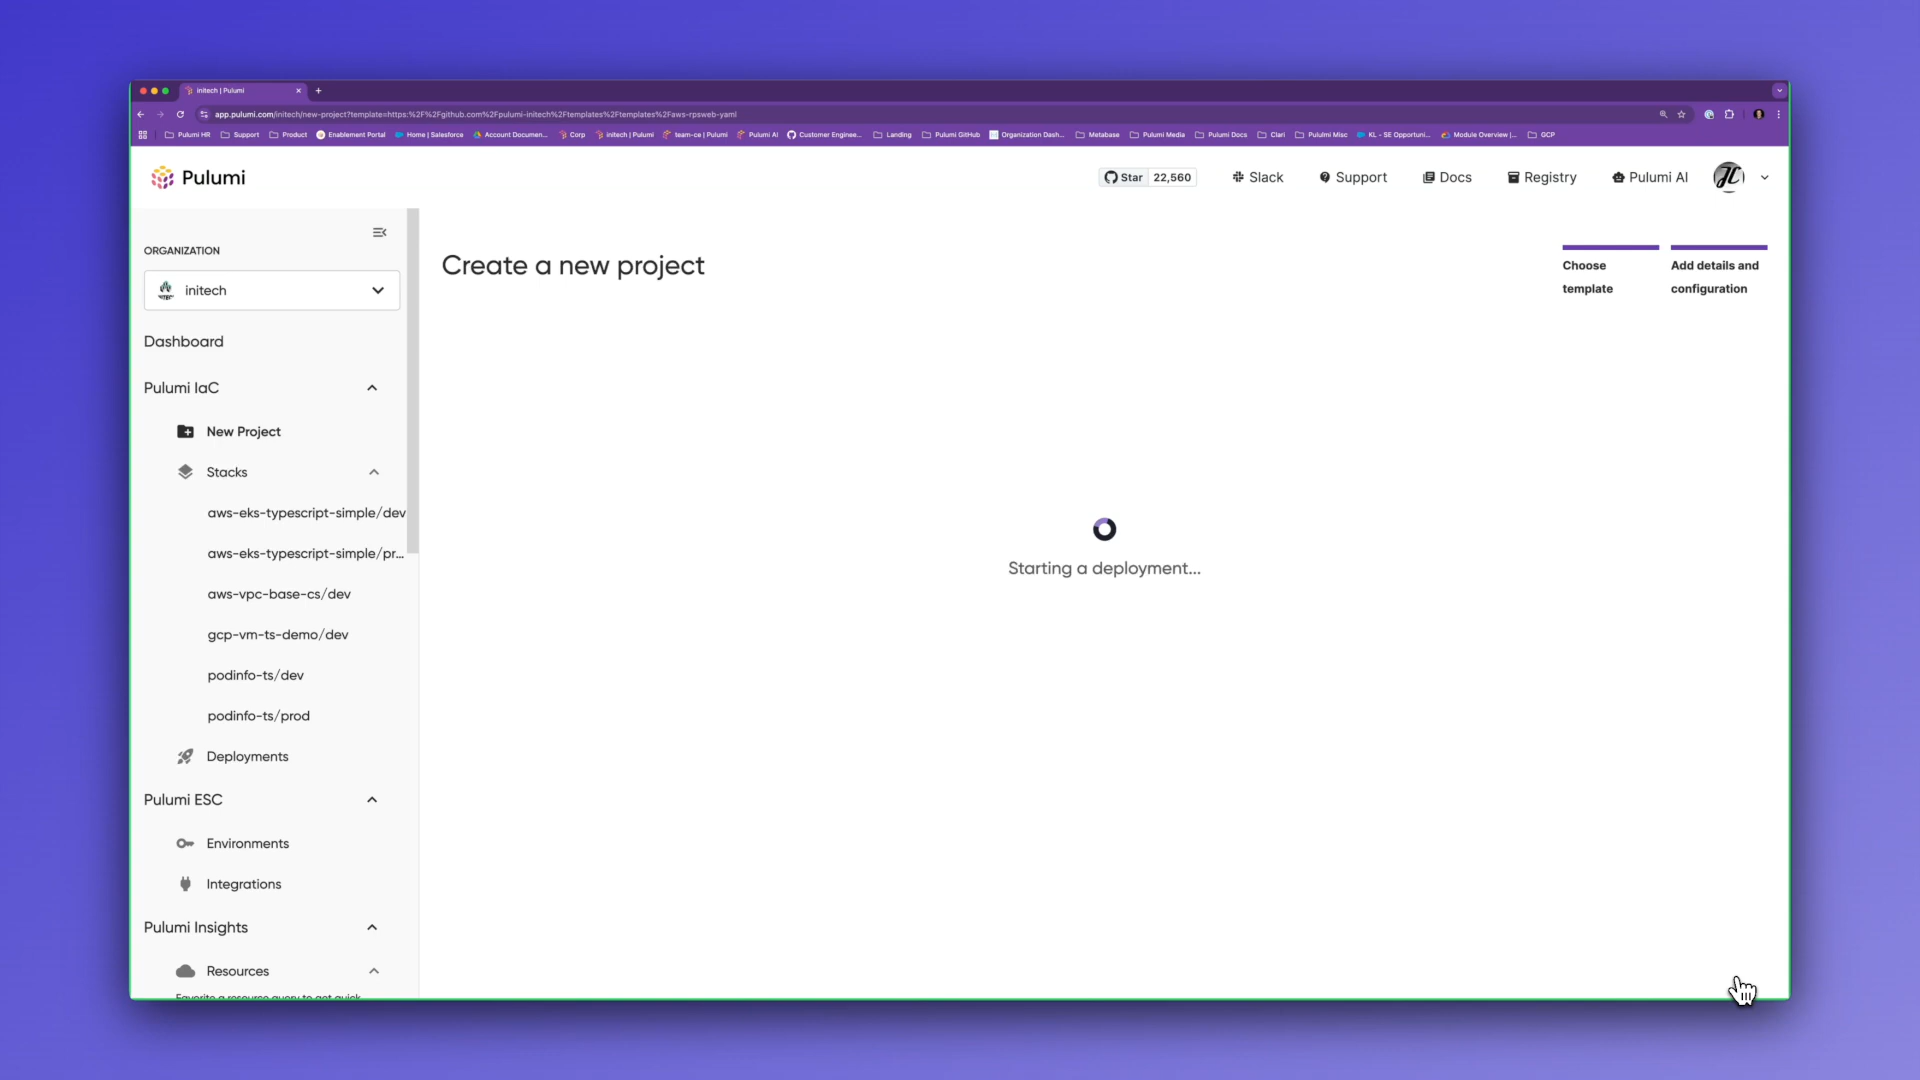 initech | Pulumi
app.pulumi.com/initech/new-project?template=https:%2F%2Fgithub.com%2Fpulumi-initech%2Ftemplates%2Ftemplates%2Faws-rpsweb-yaml
Pulumi HR Support Product Enablement Portal Home | Salesforce Account Documen... Corp initech | Pulumi team-ce | Pulumi Pulumi AI Customer Enginee... Landing Pulumi GitHub Organization Dash... Metabase Pulumi Media Pulumi Docs Clari Pulumi Misc KL - SE Opportuni... Module Overview |... GCP
Pulumi
Star 22,560 Slack Support Docs Registry Pulumi AI
ORGANIZATION
initech
Dashboard
Pulumi IaC
New Project
Stacks
aws-eks-typescript-simple/dev
aws-eks-typescript-simple/pr...
aws-vpc-base-cs/dev
gcp-vm-ts-demo/dev
podinfo-ts/dev
podinfo-ts/prod
Deployments
Pulumi ESC
Environments
Integrations
Pulumi Insights
Resources
Favorite a resource query to get quick
Create a new project
Choose
template
Add details and
configuration
Starting a deployment...